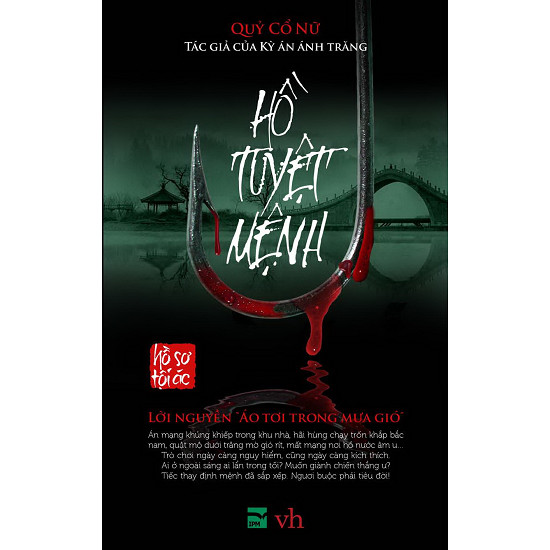 Quỷ Cổ Nữ
Tác giả của Kỳ án ánh trăng
HỒ
TUYỆT
MỆNH
hồ sơ
tội ác
Lời nguyền "Áo tơi trong mưa gió"
Án mạng khủng khiếp trong khu nhà, hãi hùng chạy trốn khắp bắc
nam, quật mộ dưới trăng mờ gió rít, mất mạng nơi hồ nước âm u...
Trò chơi ngày càng nguy hiểm, cũng ngày càng kích thích.
Ai ở ngoài sáng ai lẩn trong tối? Muốn giành chiến thắng ư?
Tiếc thay định mệnh đã sắp xếp: Ngươi buộc phải tiêu đời!
IPM
vh